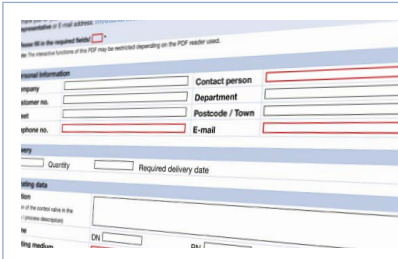 representative or E-mail address:
Please fill in the required fields! *
Note: The interactive functions of this PDF may be restricted depending on the PDF reader used.
Personal Information
Company
Contact person
Customer no.
Department
Street
Postcode / Town
Telephone no.
E-mail
Delivery
Quantity
Required delivery date
Operating data
of the control valve in the
/ process description)
DN
DN
medium